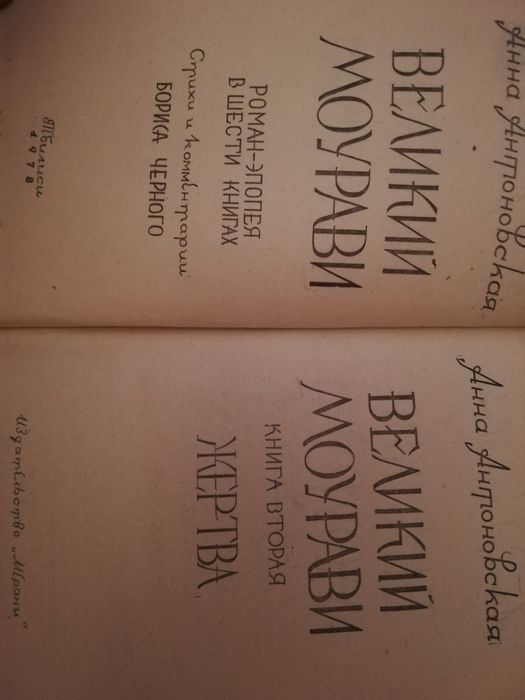 Анна Антоновская
ВЕЛИКИЙ
МОУРАВИ
РОМАН-ЭПОПЕЯ
В ШЕСТИ КНИГАХ
Стихи и комментарии
БОРИСА ЧЕРНОГО
Тбилиси
1978
Анна Антоновская
ВЕЛИКИЙ
МОУРАВИ
КНИГА ВТОРАЯ
ЖЕРТВА
Издательство „Мерани"